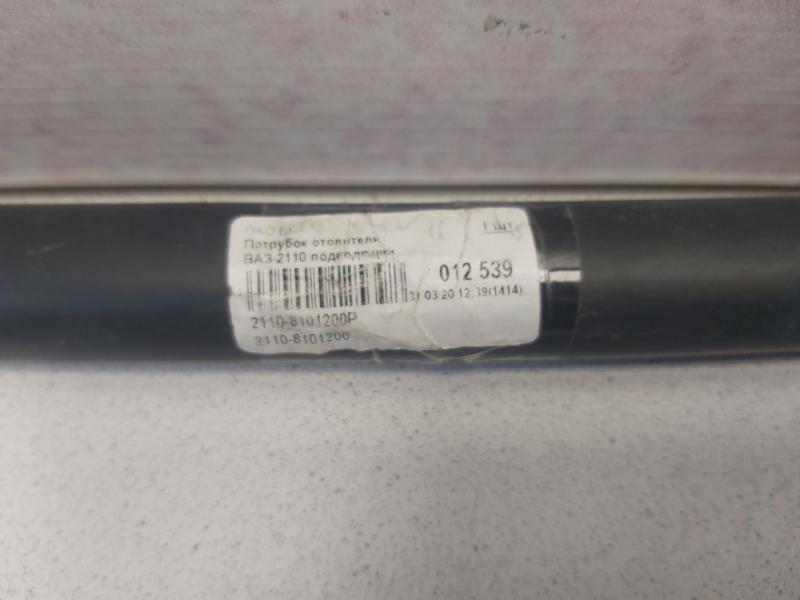 1 шт
Патрубок отопителя
ВАЗ-2110 подводящий
012 539
31.03.20 12:39(1414)
2110-8101200Р
2110-8101200